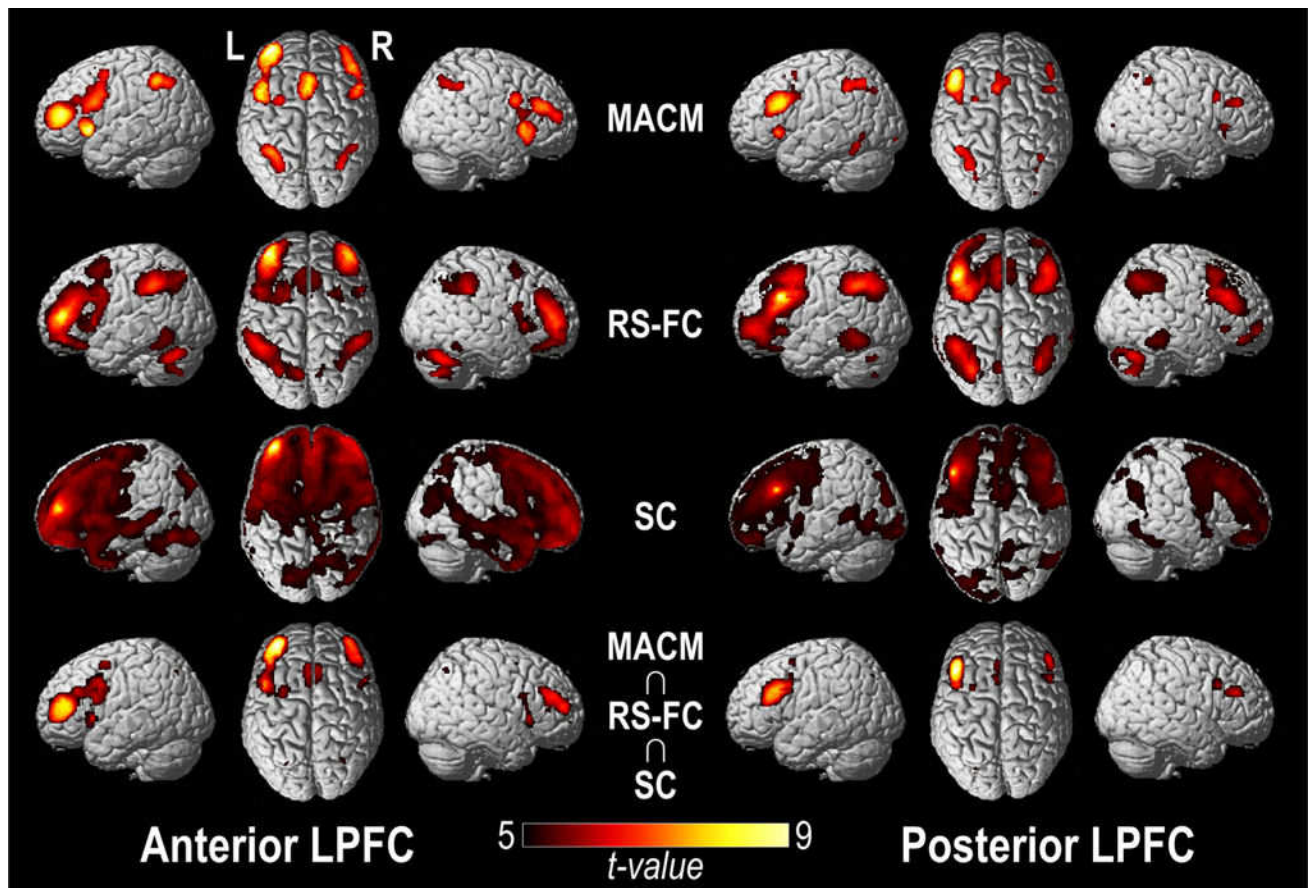 L R
MACM
RS-FC
SC
MACM
∩
RS-FC
∩
SC
5 9
t-value
Anterior LPFC
Posterior LPFC